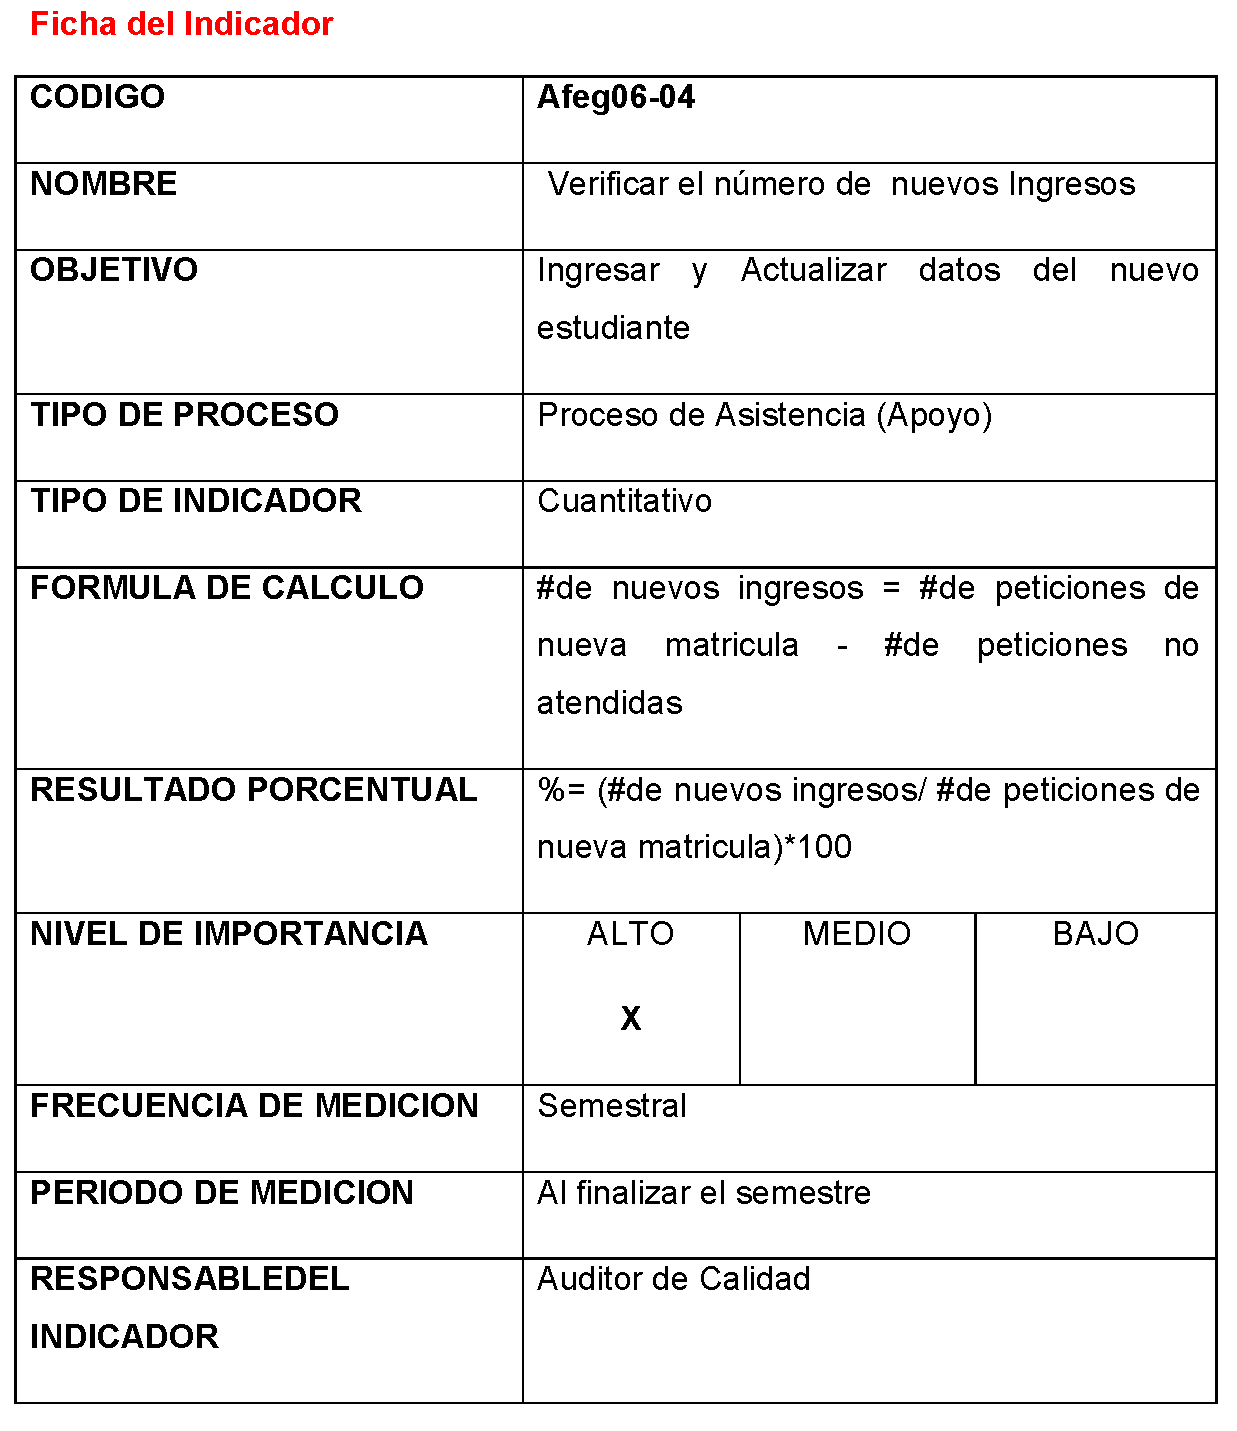 Ficha del Indicador
CODIGO Afeg06-04
NOMBRE Verificar el número de nuevos Ingresos
OBJETIVO Ingresar y Actualizar datos del nuevo
estudiante
TIPO DE PROCESO Proceso de Asistencia (Apoyo)
TIPO DE INDICADOR Cuantitativo
FORMULA DE CALCULO #de nuevos ingresos = #de peticiones de
nueva matricula - #de peticiones no
atendidas
RESULTADO PORCENTUAL %= (#de nuevos ingresos/ #de peticiones de
nueva matricula)*100
NIVEL DE IMPORTANCIA ALTO MEDIO BAJO
X
FRECUENCIA DE MEDICION Semestral
PERIODO DE MEDICION Al finalizar el semestre
RESPONSABLEDEL Auditor de Calidad
INDICADOR